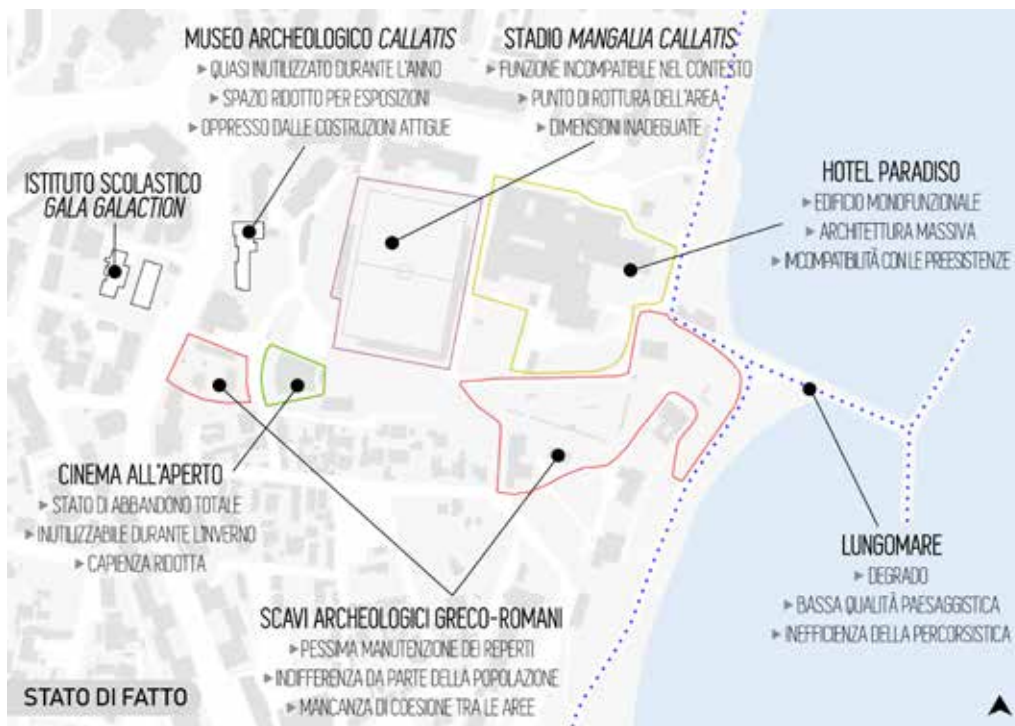 MUSEO ARCHEOLOGICO CALLATIS
▸ QUASI INUTILIZZATO DURANTE L'ANNO
▸ SPAZIO RIDOTTO PER ESPOSIZIONI
▸ OPPRESSO DALLE COSTRUZIONI ATTIGUE
STADIO MANGALIA CALLATIS
▸ FUNZIONE INCOMPATIBILE NEL CONTESTO
▸ PUNTO DI ROTTURA DELL'AREA
▸ DIMENSIONI INADEGUATE
ISTITUTO SCOLASTICO
GALA GALACTION
HOTEL PARADISO
▸ EDIFICIO MONOFUNZIONALE
▸ ARCHITETTURA MASSIVA
▸ INCOMPATIBILITÀ CON LE PREESISTENZE
CINEMA ALL'APERTO
▸ STATO DI ABBANDONO TOTALE
▸ INUTILIZZABILE DURANTE L'INVERNO
▸ CAPIENZA RIDOTTA
SCAVI ARCHEOLOGICI GRECO-ROMANI
▸ PESSIMA MANUTENZIONE DEI REPERTI
▸ INDIFFERENZA DA PARTE DELLA POPOLAZIONE
▸ MANCANZA DI COESIONE TRA LE AREE
LUNGOMARE
▸ DEGRADO
▸ BASSA QUALITÀ PAESAGGISTICA
▸ INEFFICIENZA DELLA PERCORSISTICA
STATO DI FATTO